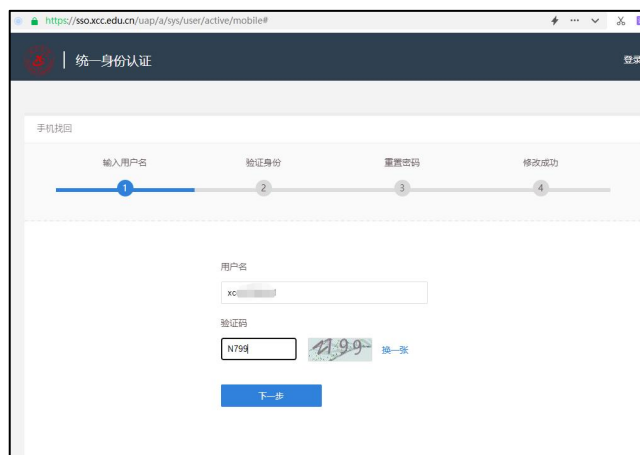 https://sso.xcc.edu.cn/uap/a/sys/user/active/mobile#
统一身份认证
登录
手机找回
输入用户名 验证身份 重置密码 修改成功
1 2 3 4
用户名
xc
验证码
N799 换一张
下一步